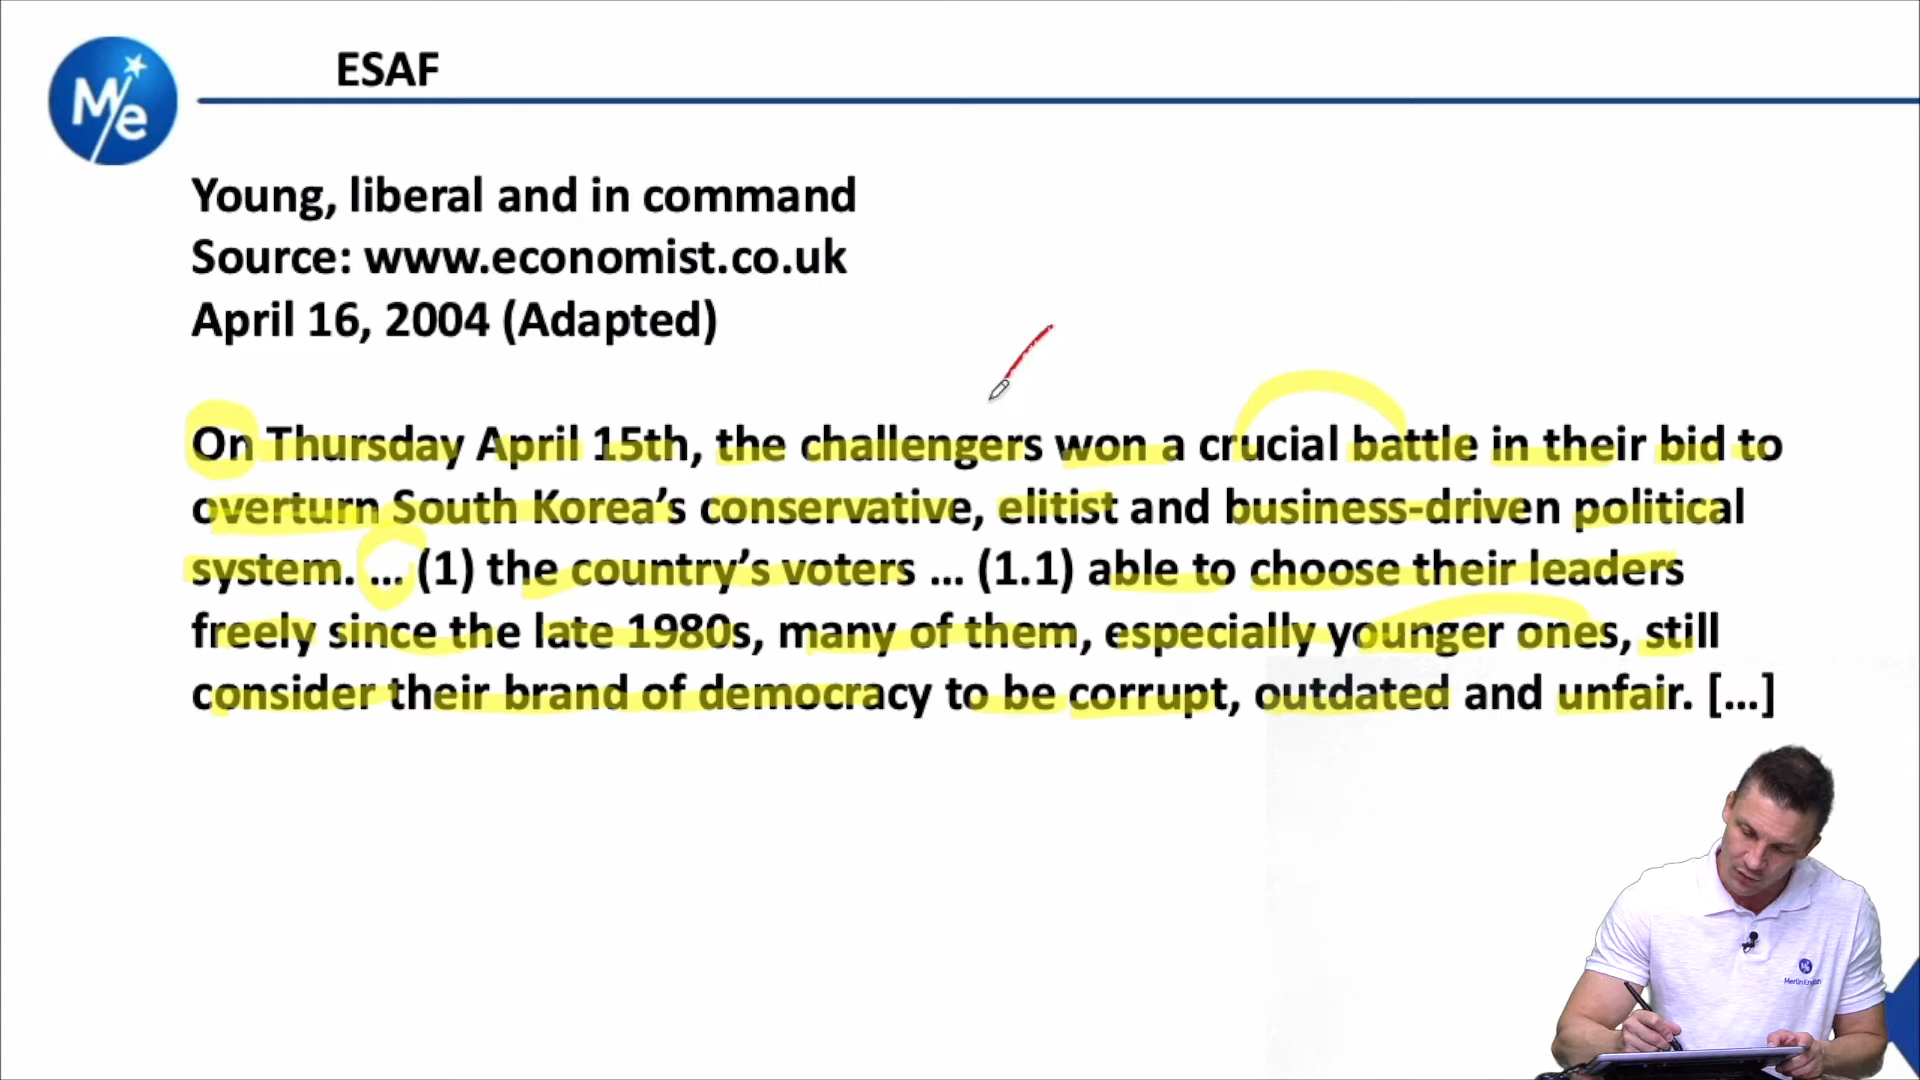 Me
ESAF
Young, liberal and in command
Source: www.economist.co.uk
April 16, 2004 (Adapted)
On Thursday April 15th, the challengers won a crucial battle in their bid to
overturn South Korea’s conservative, elitist and business-driven political
system. ... (1) the country’s voters ... (1.1) able to choose their leaders
freely since the late 1980s, many of them, especially younger ones, still
consider their brand of democracy to be corrupt, outdated and unfair. [...]